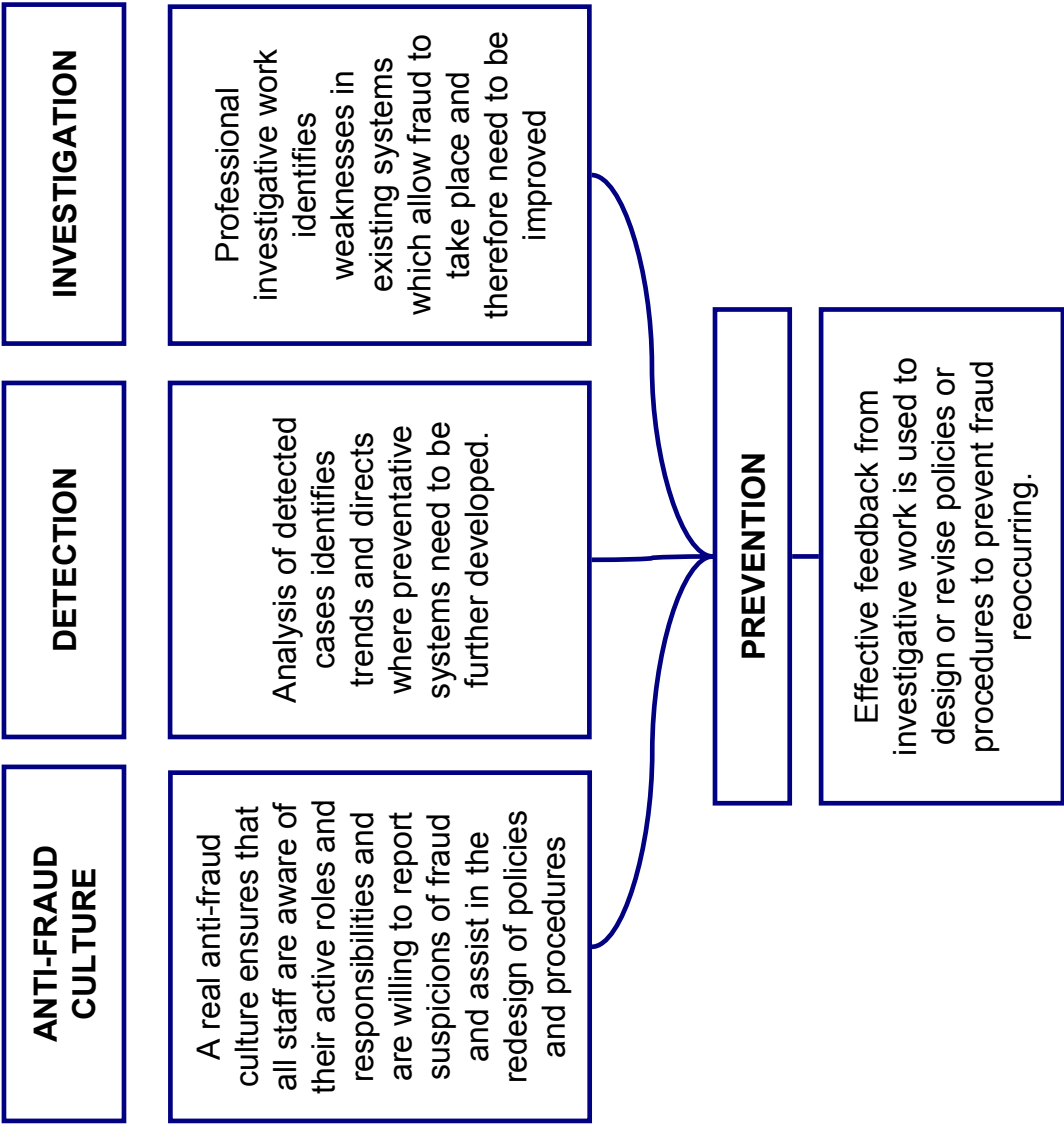 ANTI-FRAUD
CULTURE
A real anti-fraud
culture ensures that
all staff are aware of
their active roles and
responsibilities and
are willing to report
suspicions of fraud
and assist in the
redesign of policies
and procedures
DETECTION
Analysis of detected
cases identifies
trends and directs
where preventative
systems need to be
further developed.
INVESTIGATION
Professional
investigative work
identifies
weaknesses in
existing systems
which allow fraud to
take place and
therefore need to be
improved
PREVENTION
Effective feedback from
investigative work is used to
design or revise policies or
procedures to prevent fraud
reoccurring.